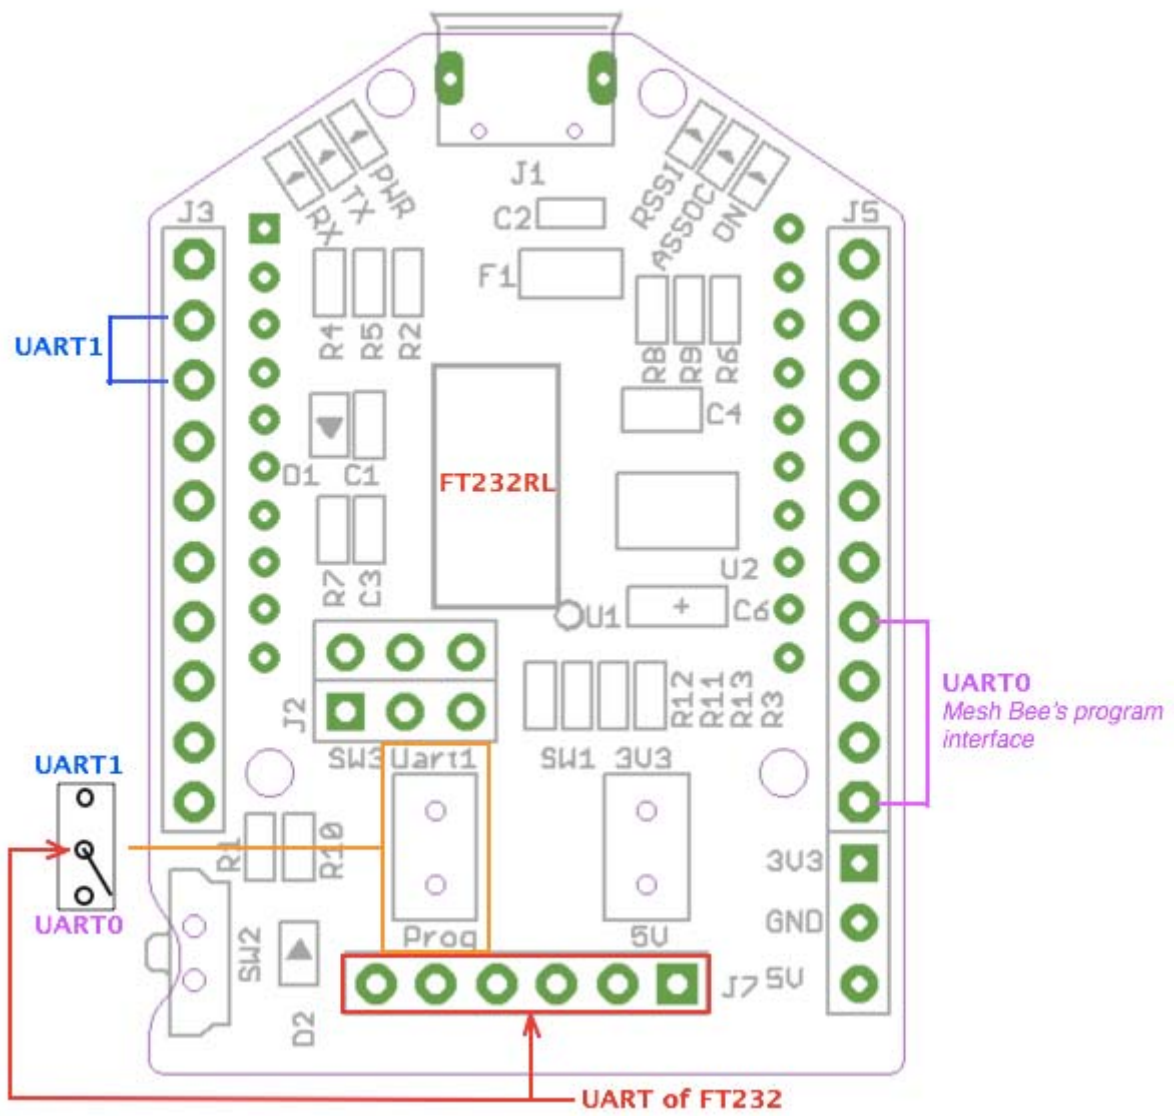 J1
RX
TX
PWR
RSSI
ASSOC
ON
J3
J5
C2
F1
R4
R5
R2
R8
R9
R6
UART1
C4
D1
C1
FT232RL
R7
C3
U2
U1
+
C6
J2
R12
R11
R13
R3
UART0
Mesh Bee's program
interface
SW3
Uart1
SW1
3V3
UART1
R1
R10
3V3
UART0
Prog
5V
GND
SW2
D2
J7
5V
UART of FT232